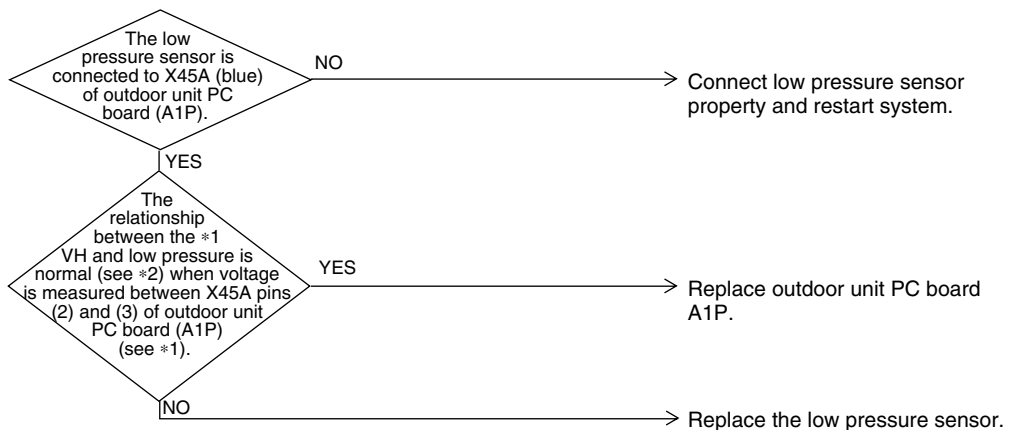 The low
pressure sensor is
connected to X45A (blue)
of outdoor unit PC
board (A1P).
NO
Connect low pressure sensor
property and restart system.
YES
The
relationship
between the *1
VH and low pressure is
normal (see *2) when voltage
is measured between X45A pins
(2) and (3) of outdoor unit
PC board (A1P)
(see *1).
YES
Replace outdoor unit PC board
A1P.
NO
Replace the low pressure sensor.